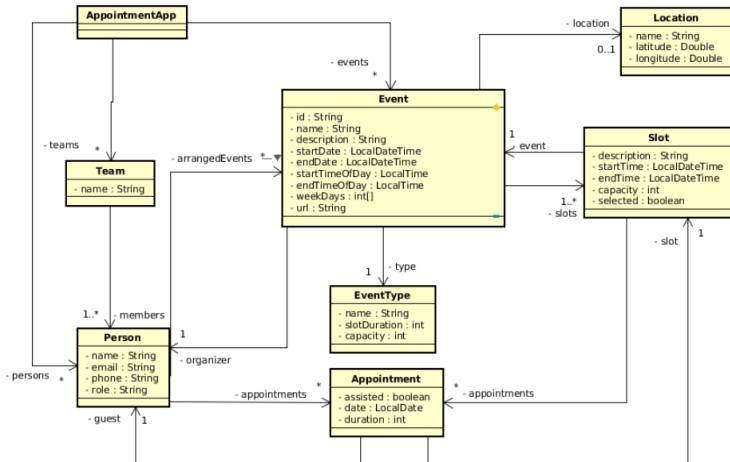 AppointmentApp
- location
0..1
Location
- name : String
- latitude : Double
- longitude : Double
- events
*
Event
- id : String
- name : String
- description : String
- startDate : LocalDateTime
- endDate : LocalDateTime
- startTimeOfDay : LocalTime
- endTimeOfDay : LocalTime
- weekDays : int[]
- url : String
- teams
*
Team
- name : String
- arrangedEvents
*
1
- event
Slot
- description : String
- startTime : LocalDateTime
- endTime : LocalDateTime
- capacity : int
- selected : boolean
1..*
- slots
- slot
1
1
- type
EventType
- name : String
- slotDuration : int
- capacity : int
1..*
- members
Person
- name : String
- email : String
- phone : String
- role : String
1
- organizer
- persons
*
- appointments
*
Appointment
- assisted : boolean
- date : LocalDate
- duration : int
*
- appointments
- guest
1